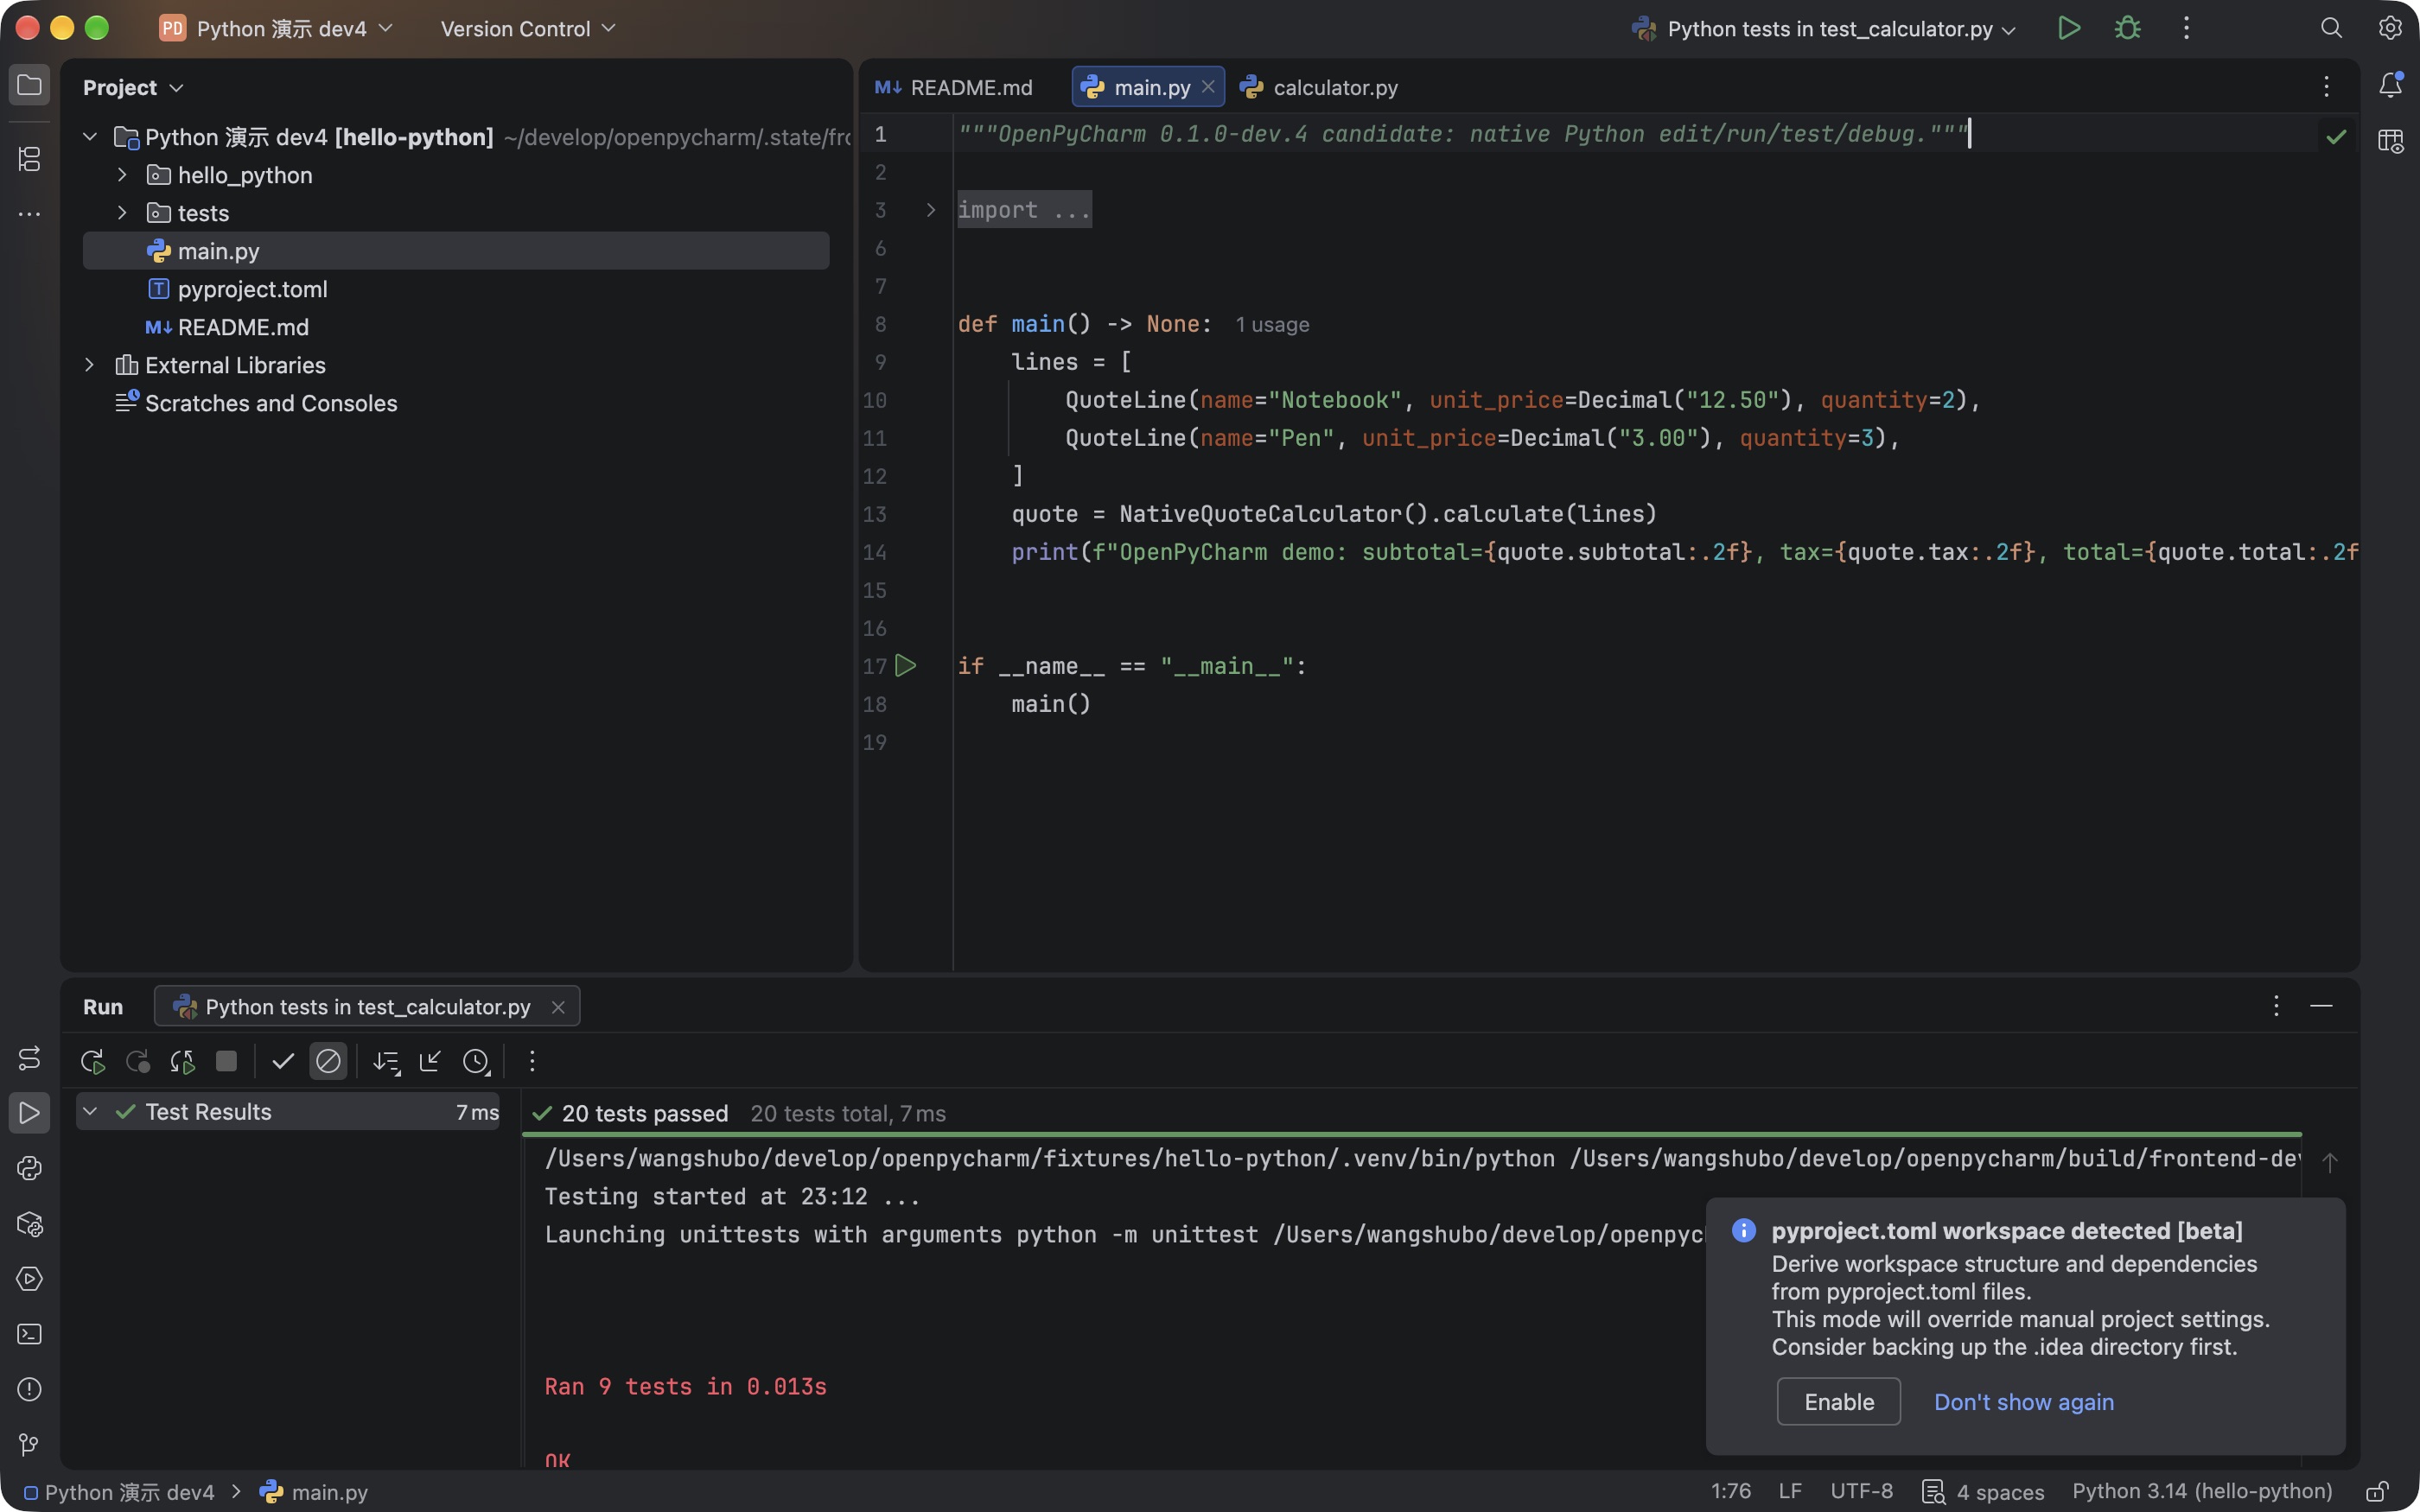 PD Python 演示 dev4 Version Control Python tests in test_calculator.py
Project
Python 演示 dev4 [hello-python] ~/develop/openpycharm/.state/fro
hello_python
tests
main.py
pyproject.toml
README.md
External Libraries
Scratches and Consoles
README.md main.py calculator.py
1 """OpenPyCharm 0.1.0-dev.4 candidate: native Python edit/run/test/debug."""
2
3 import ...
6
7
8 def main() -> None: 1 usage
9 lines = [
10 QuoteLine(name="Notebook", unit_price=Decimal("12.50"), quantity=2),
11 QuoteLine(name="Pen", unit_price=Decimal("3.00"), quantity=3),
12 ]
13 quote = NativeQuoteCalculator().calculate(lines)
14 print(f"OpenPyCharm demo: subtotal={quote.subtotal:.2f}, tax={quote.tax:.2f}, total={quote.total:.2f
15
16
17 if __name__ == "__main__":
18 main()
19
Run Python tests in test_calculator.py
Test Results 7 ms
20 tests passed 20 tests total, 7 ms
/Users/wangshubo/develop/openpycharm/fixtures/hello-python/.venv/bin/python /Users/wangshubo/develop/openpycharm/build/frontend-dev
Testing started at 23:12 ...
Launching unittests with arguments python -m unittest /Users/wangshubo/develop/openpyc
Ran 9 tests in 0.013s
OK
pyproject.toml workspace detected [beta]
Derive workspace structure and dependencies
from pyproject.toml files.
This mode will override manual project settings.
Consider backing up the .idea directory first.
Enable Don't show again
Python 演示 dev4 main.py 1:76 LF UTF-8 4 spaces Python 3.14 (hello-python)